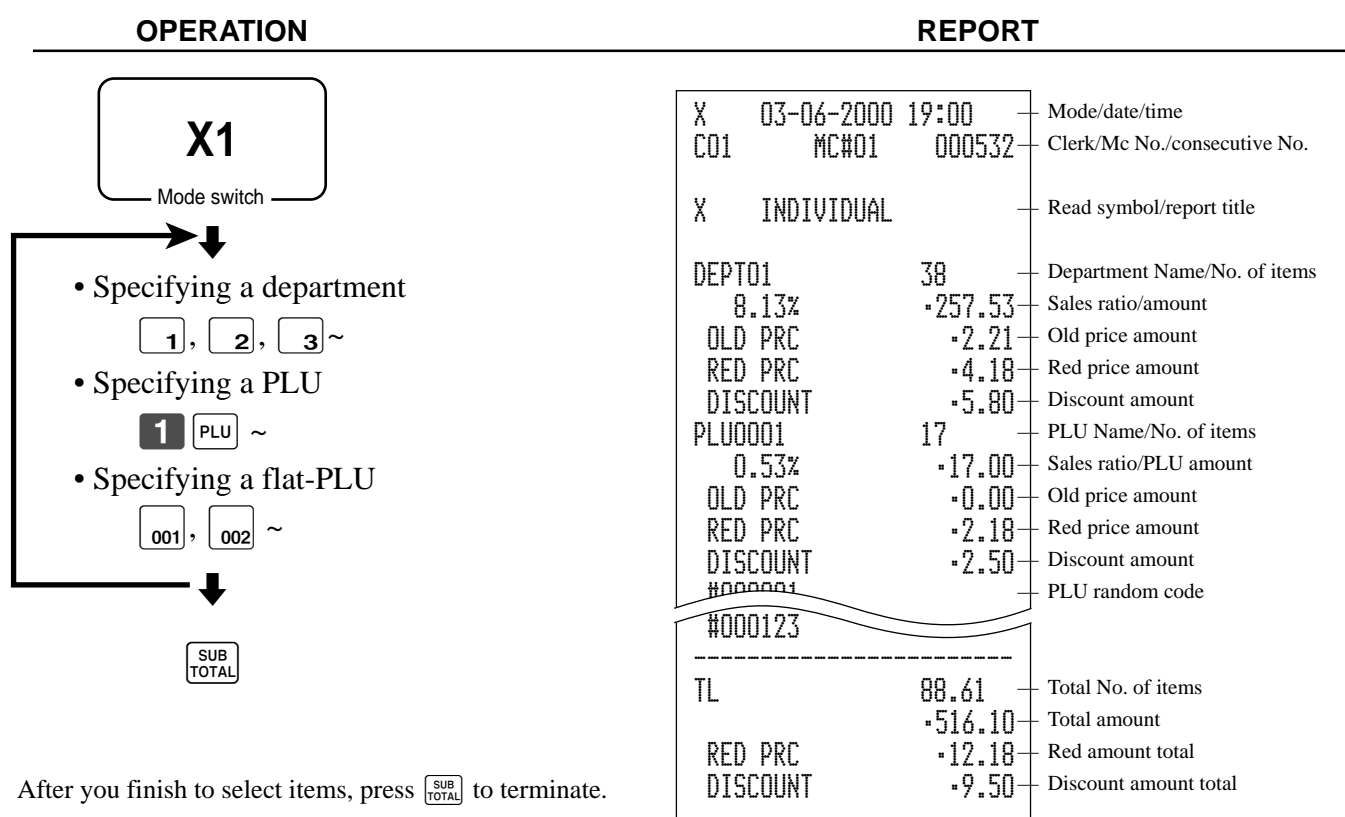 OPERATION
X1
Mode switch
• Specifying a department
1, 2, 3 ~
• Specifying a PLU
1 PLU ~
• Specifying a flat-PLU
001, 002 ~
SUB TOTAL
After you finish to select items, press SUB TOTAL to terminate.
REPORT
X 03-06-2000 19:00 Mode/date/time
C01 MC#01 000532 Clerk/Mc No./consecutive No.
X INDIVIDUAL Read symbol/report title
DEPT01 38 Department Name/No. of items
8.13% •257.53 Sales ratio/amount
OLD PRC •2.21 Old price amount
RED PRC •4.18 Red price amount
DISCOUNT •5.80 Discount amount
PLU0001 17 PLU Name/No. of items
0.53% •17.00 Sales ratio/PLU amount
OLD PRC •0.00 Old price amount
RED PRC •2.18 Red price amount
DISCOUNT •2.50 Discount amount
#000001 PLU random code
#000123
------------------------
TL 88.61 Total No. of items
•516.10 Total amount
RED PRC •12.18 Red amount total
DISCOUNT •9.50 Discount amount total